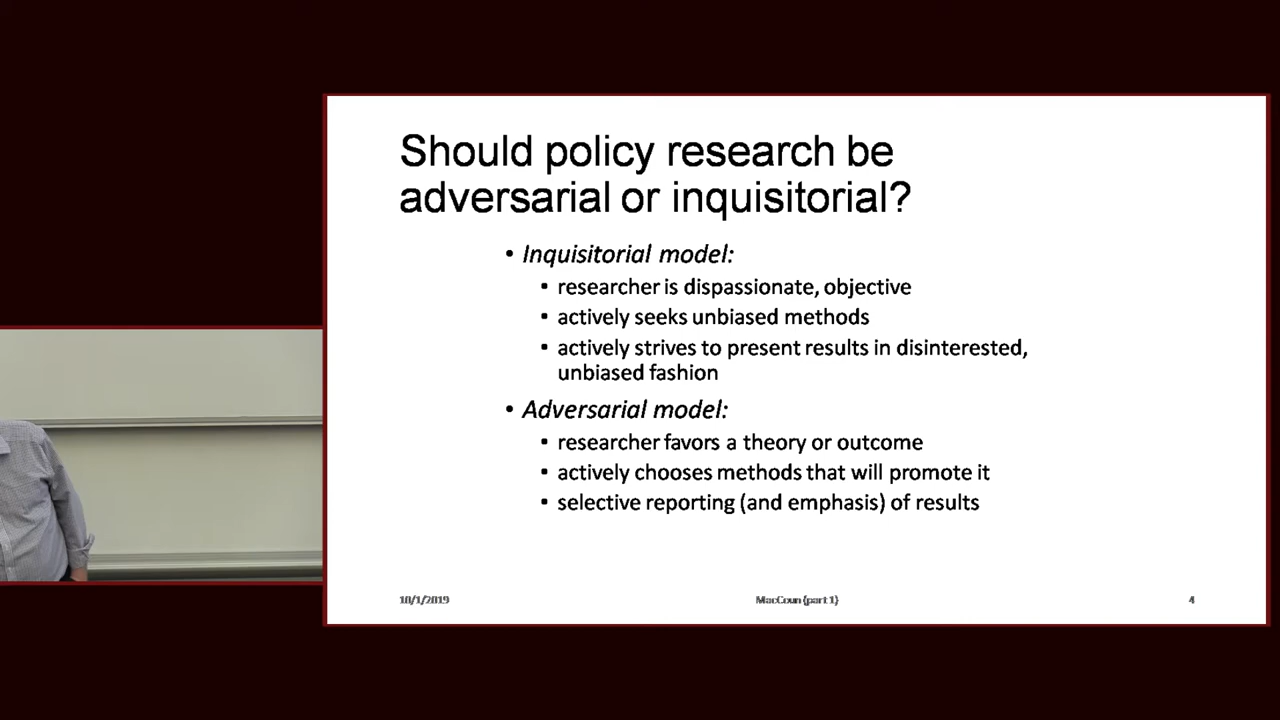 Should policy research be
adversarial or inquisitorial?
• Inquisitorial model:
▪ researcher is dispassionate, objective
▪ actively seeks unbiased methods
▪ actively strives to present results in disinterested,
unbiased fashion
• Adversarial model:
▪ researcher favors a theory or outcome
▪ actively chooses methods that will promote it
▪ selective reporting (and emphasis) of results
10/1/2019
MacCoun (part 1)
4